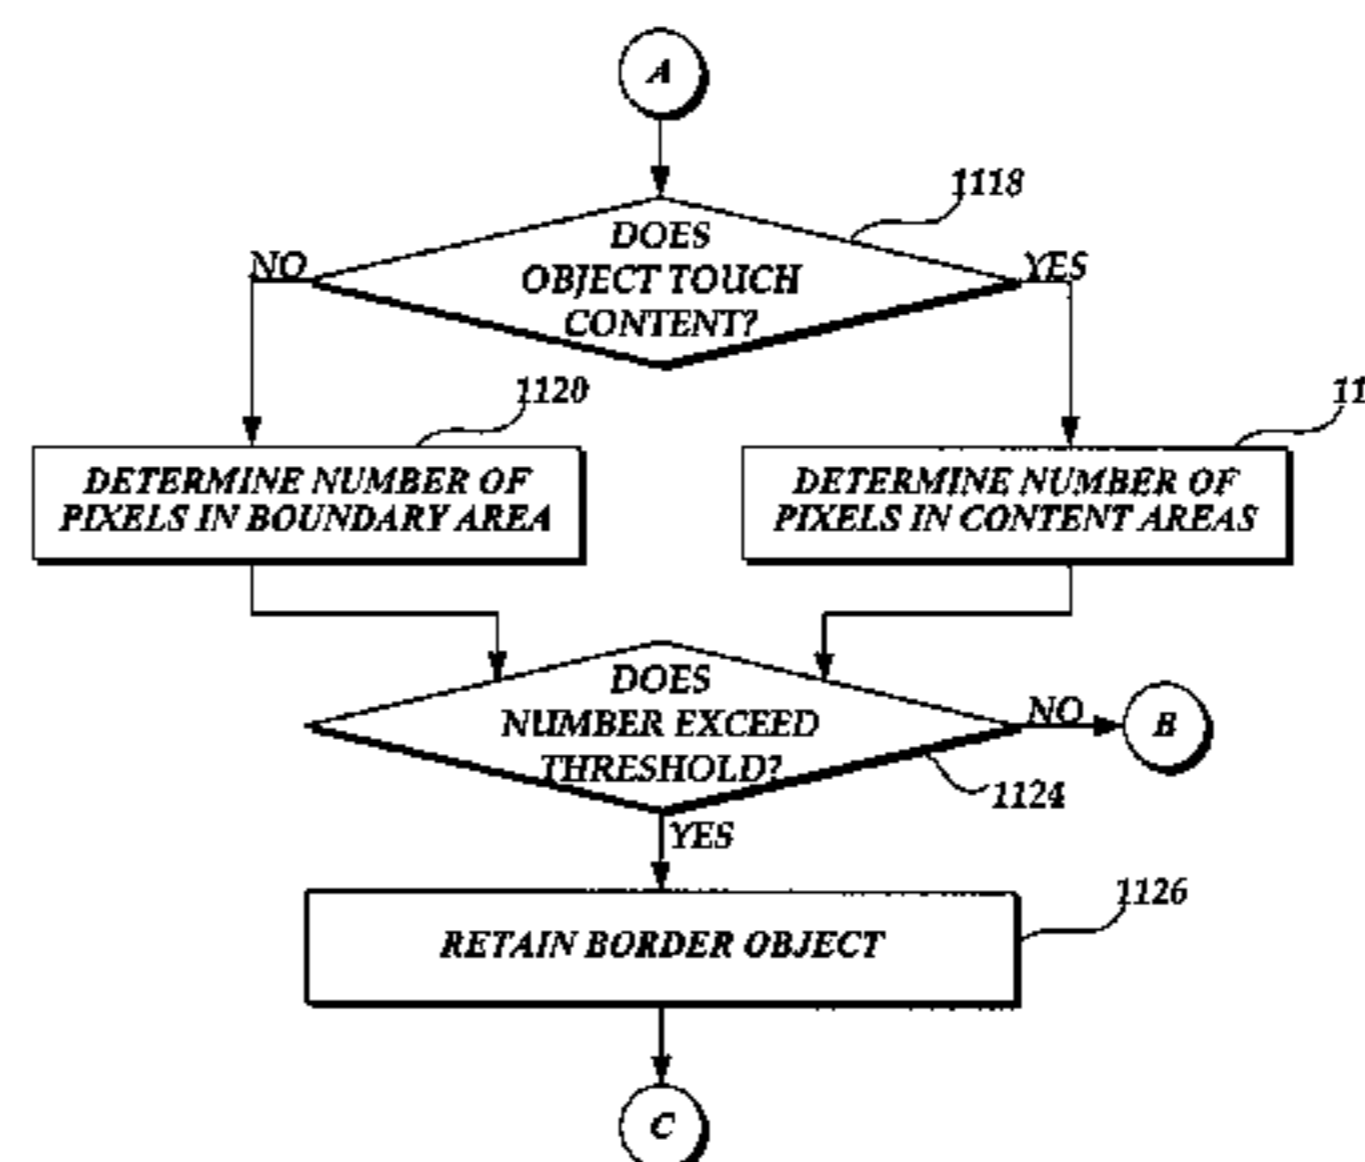 A
1118
DOES
OBJECT TOUCH
CONTENT?
NO
YES
1120
11
DETERMINE NUMBER OF
PIXELS IN BOUNDARY AREA
DETERMINE NUMBER OF
PIXELS IN CONTENT AREAS
DOES
NUMBER EXCEED
THRESHOLD?
NO
B
1124
YES
1126
RETAIN BORDER OBJECT
C